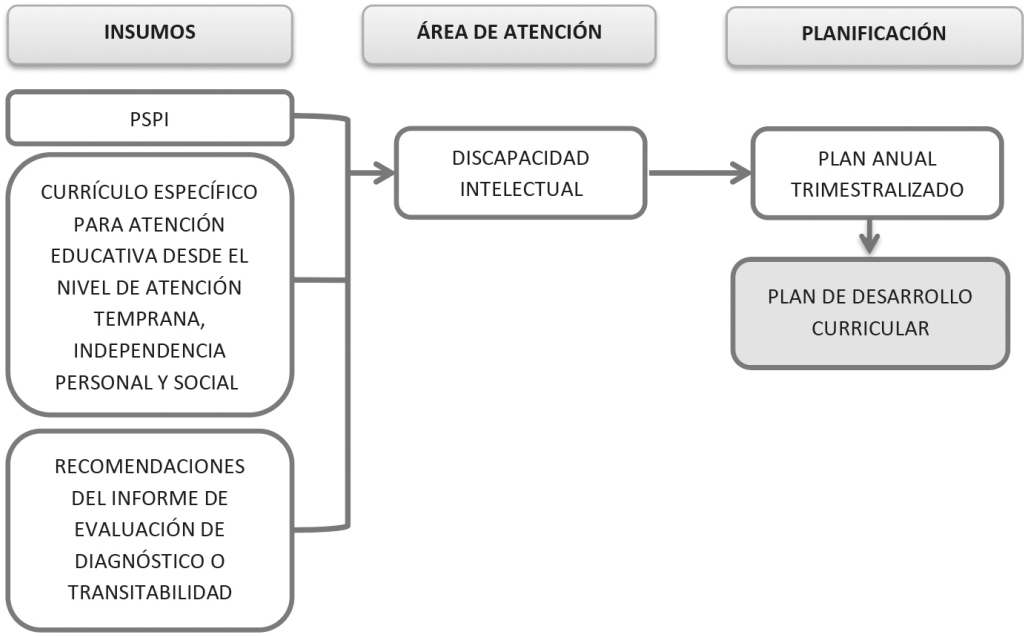 INSUMOS
ÁREA DE ATENCIÓN
PLANIFICACIÓN
PSPI
CURRÍCULO ESPECÍFICO
PARA ATENCIÓN
EDUCATIVA DESDE EL
NIVEL DE ATENCIÓN
TEMPRANA,
INDEPENDENCIA
PERSONAL Y SOCIAL
RECOMENDACIONES
DEL INFORME DE
EVALUACIÓN DE
DIAGNÓSTICO O
TRANSITABILIDAD
DISCAPACIDAD
INTELECTUAL
PLAN ANUAL
TRIMESTRALIZADO
PLAN DE DESARROLLO
CURRICULAR